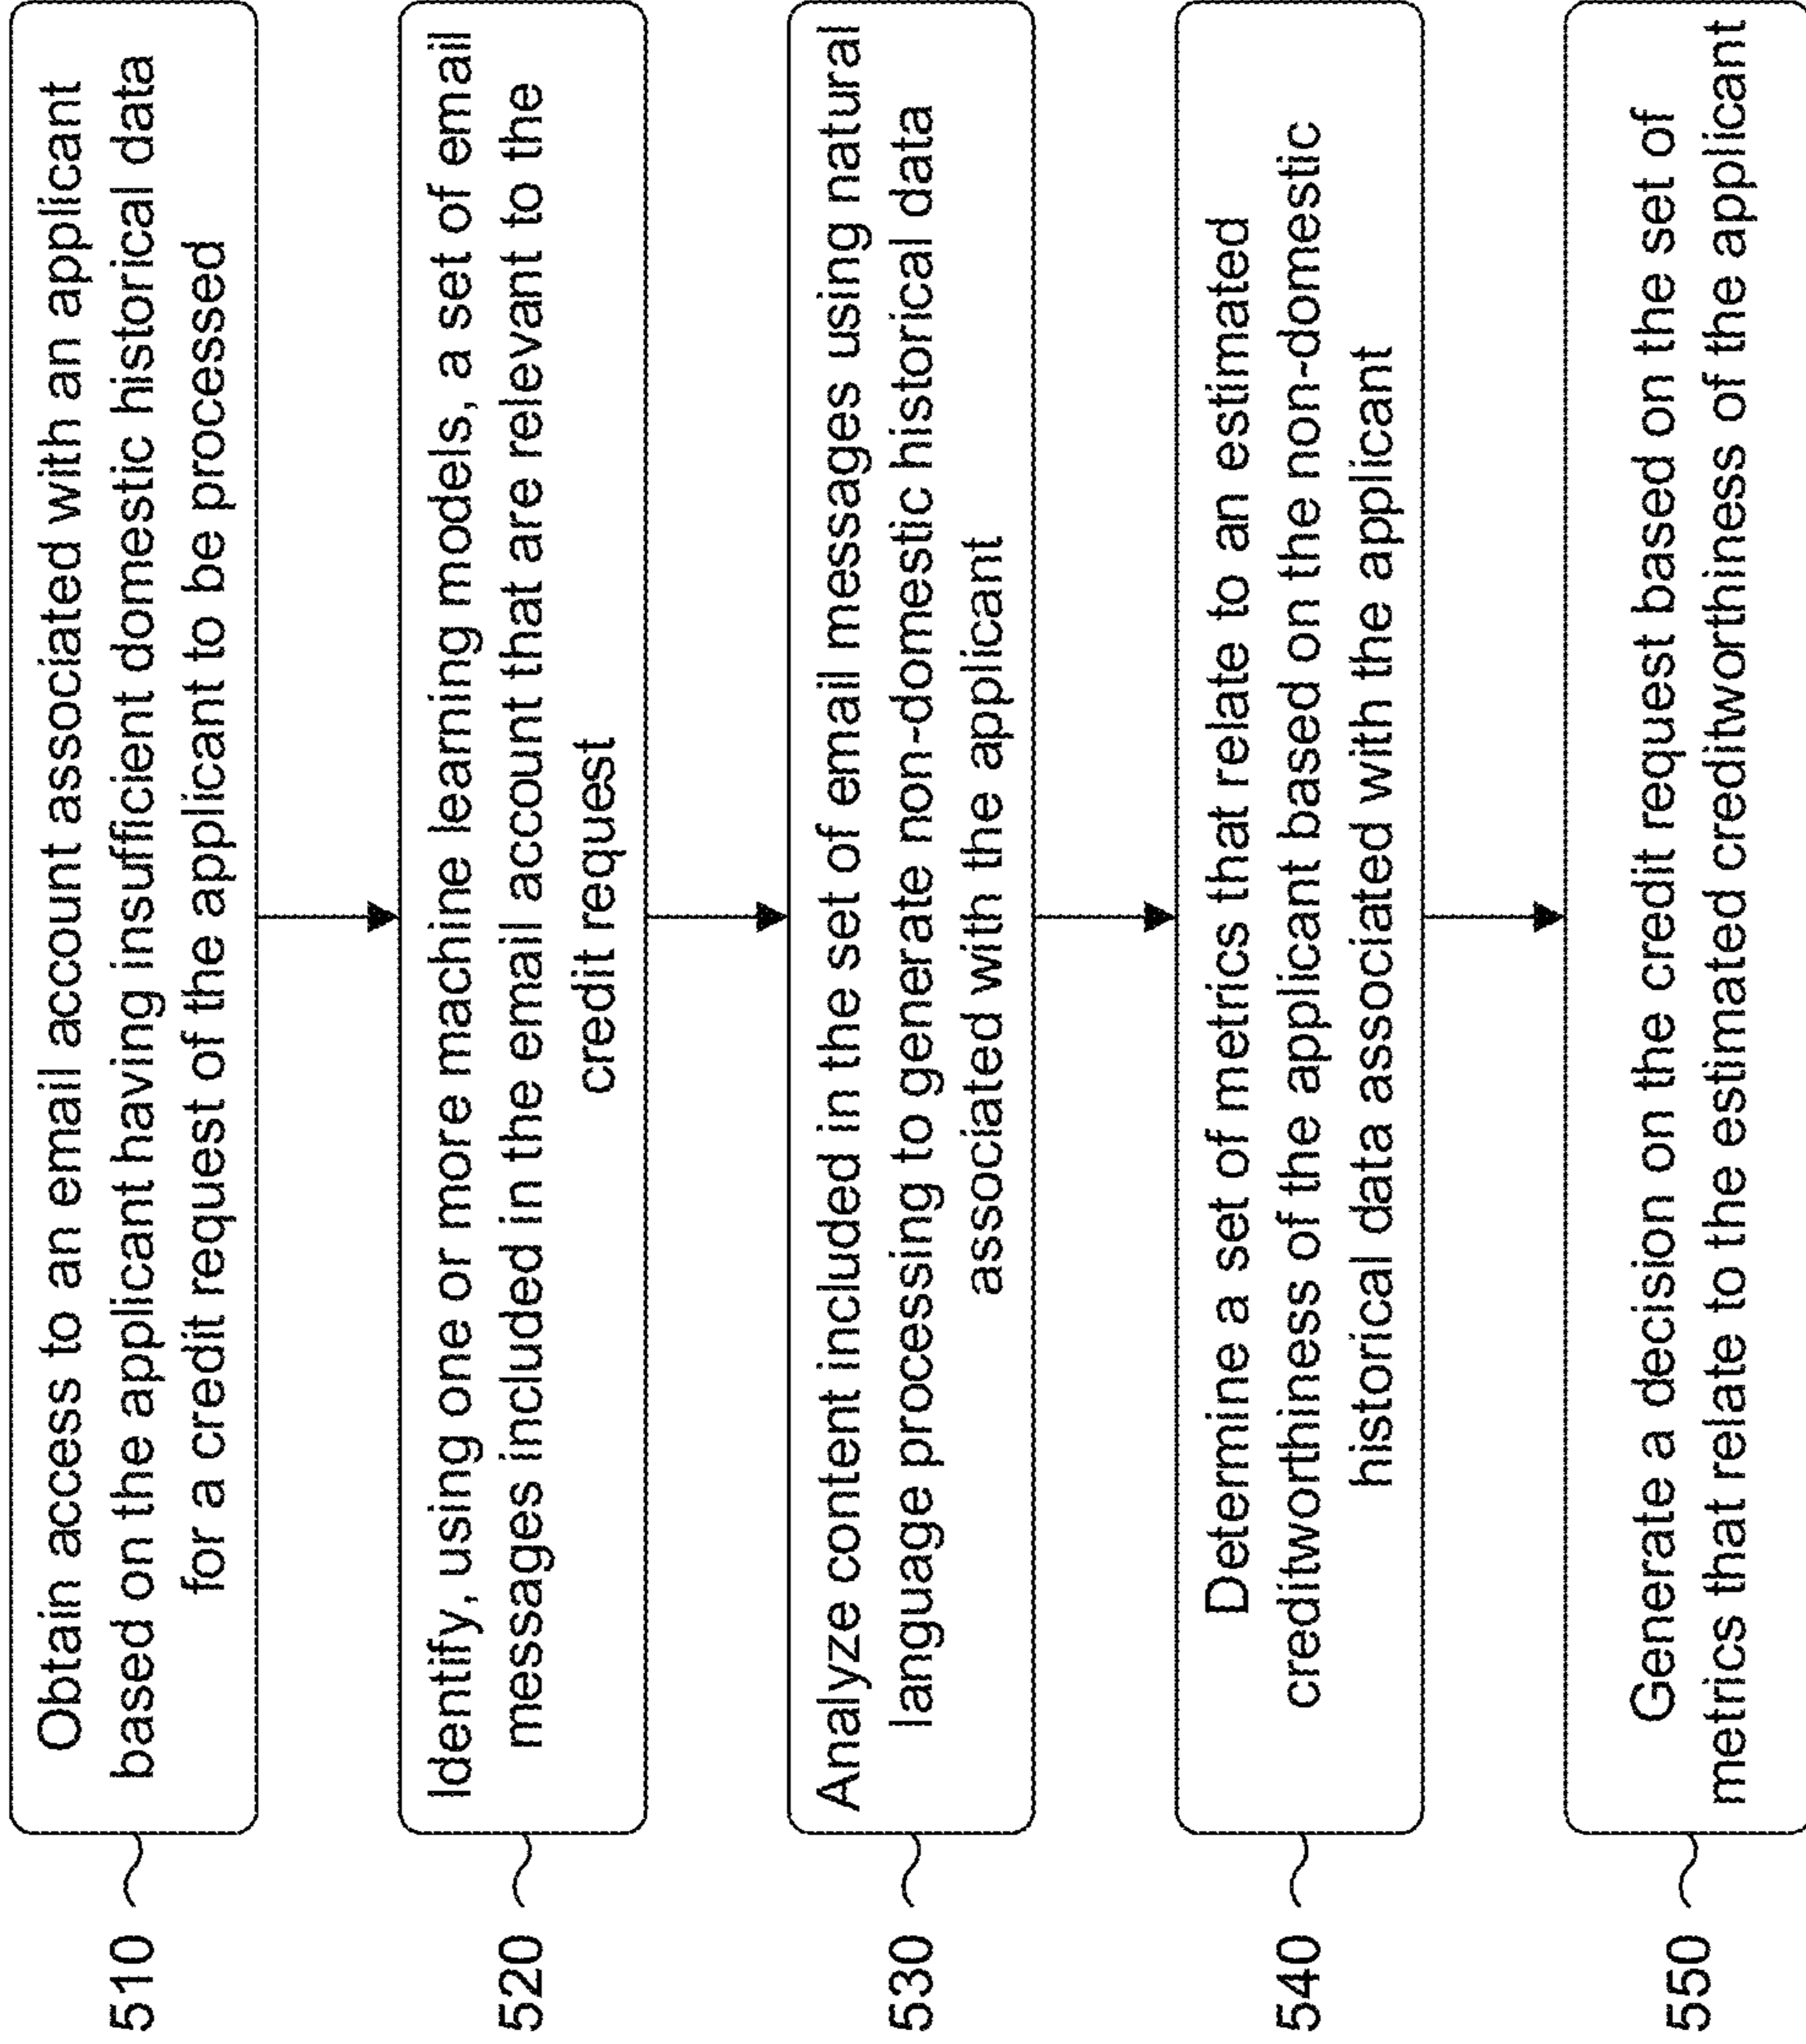 510
Obtain access to an email account associated with an applicant
based on the applicant having insufficient domestic historical data
for a credit request of the applicant to be processed
520
Identify, using one or more machine learning models, a set of email
messages included in the email account that are relevant to the
credit request
530
Analyze content included in the set of email messages using natural
language processing to generate non-domestic historical data
associated with the applicant
540
Determine a set of metrics that relate to an estimated
creditworthiness of the applicant based on the non-domestic
historical data associated with the applicant
550
Generate a decision on the credit request based on the set of
metrics that relate to the estimated creditworthiness of the applicant